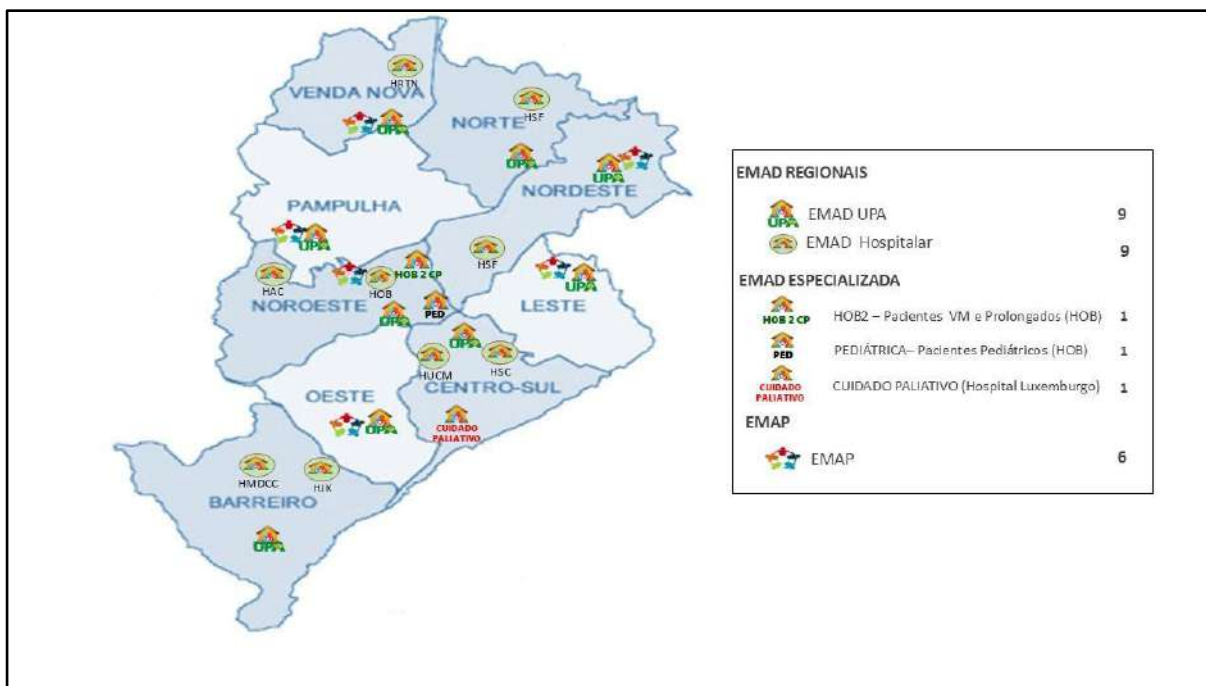 HRTN
VENDA NOVA
UPA
NORTE
HSF
UPA
UPA
NORDESTE
PAMPULHA
UPA
HAC
HOB
HOB 2 CP
HSF
NOROESTE
UPA
PED
LESTE
UPA
UPA
HUCM
HSC
CENTRO-SUL
OESTE
UPA
CUIDADO
PALIATIVO
HMDCC
HJK
BARREIRO
UPA
EMAD REGIONAIS
UPA EMAD UPA 9
EMAD Hospitalar 9
EMAD ESPECIALIZADA
HOB 2 CP HOB2 – Pacientes VM e Prolongados (HOB) 1
PED PEDIÁTRICA– Pacientes Pediátricos (HOB) 1
CUIDADO PALIATIVO CUIDADO PALIATIVO (Hospital Luxemburgo) 1
EMAP
EMAP 6